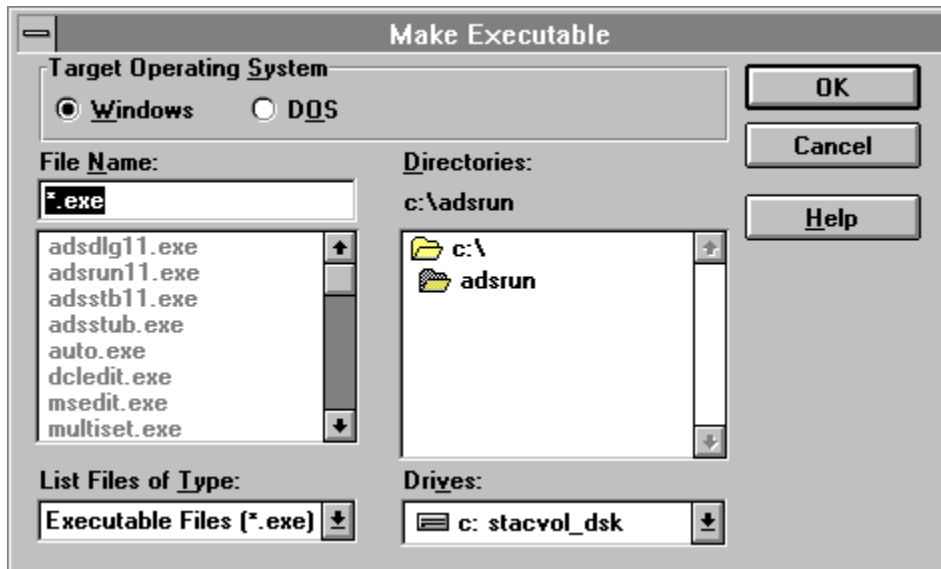 Make Executable
Target Operating System
Windows
DOS
OK
Cancel
Help
File Name:
*.exe
adsdlg11.exe
adsrun11.exe
adsstb11.exe
adsstub.exe
auto.exe
dcledit.exe
msedit.exe
multiset.exe
Directories:
c:\adsrun
c:\
adsrun
List Files of Type:
Executable Files (*.exe)
Drives:
c: stacvol_dsk